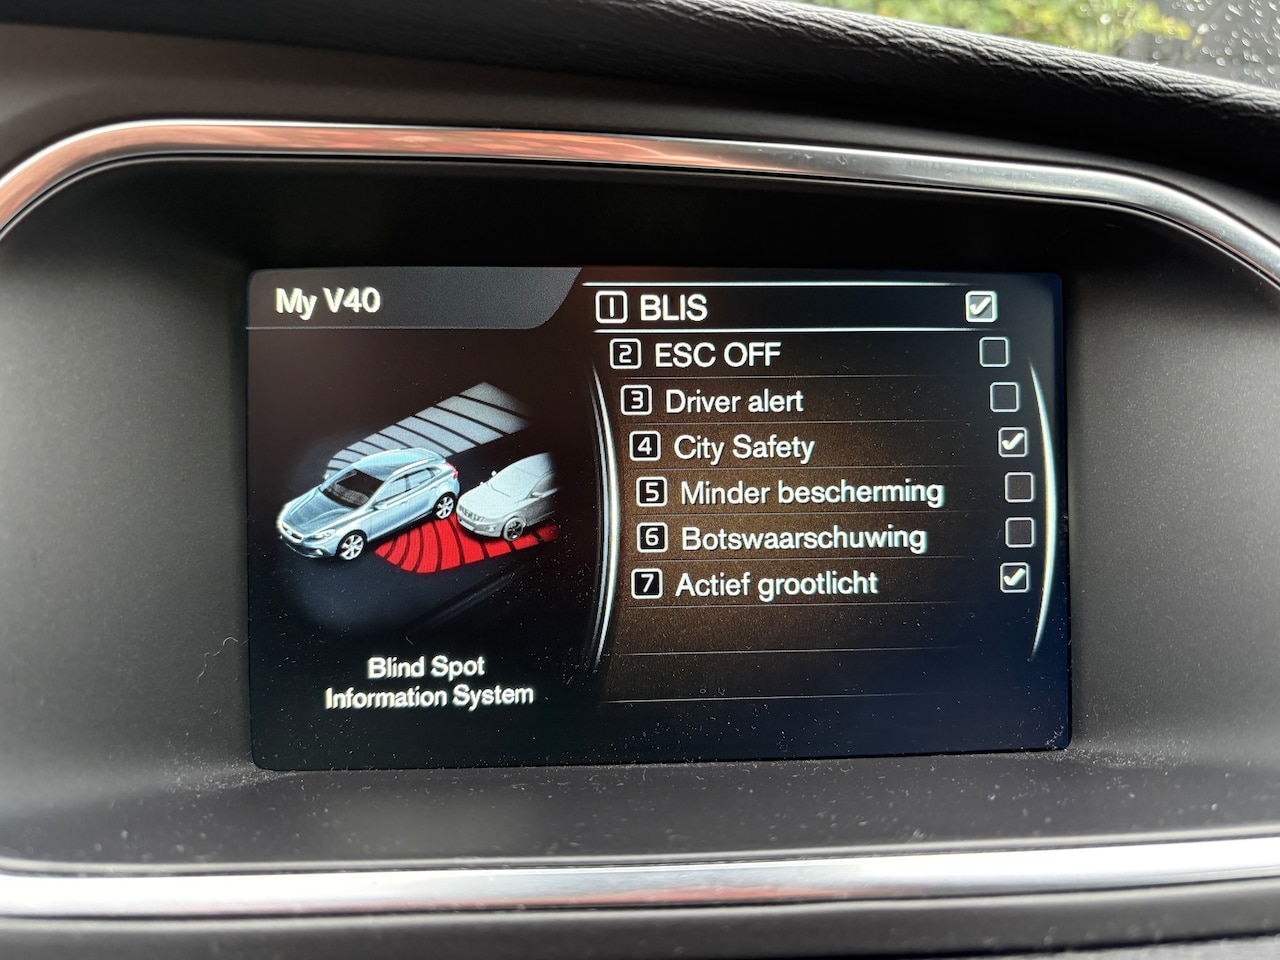 My V40
1 BLIS
2 ESC OFF
3 Driver alert
4 City Safety
5 Minder bescherming
6 Botswaarschuwing
7 Actief grootlicht
Blind Spot
Information System